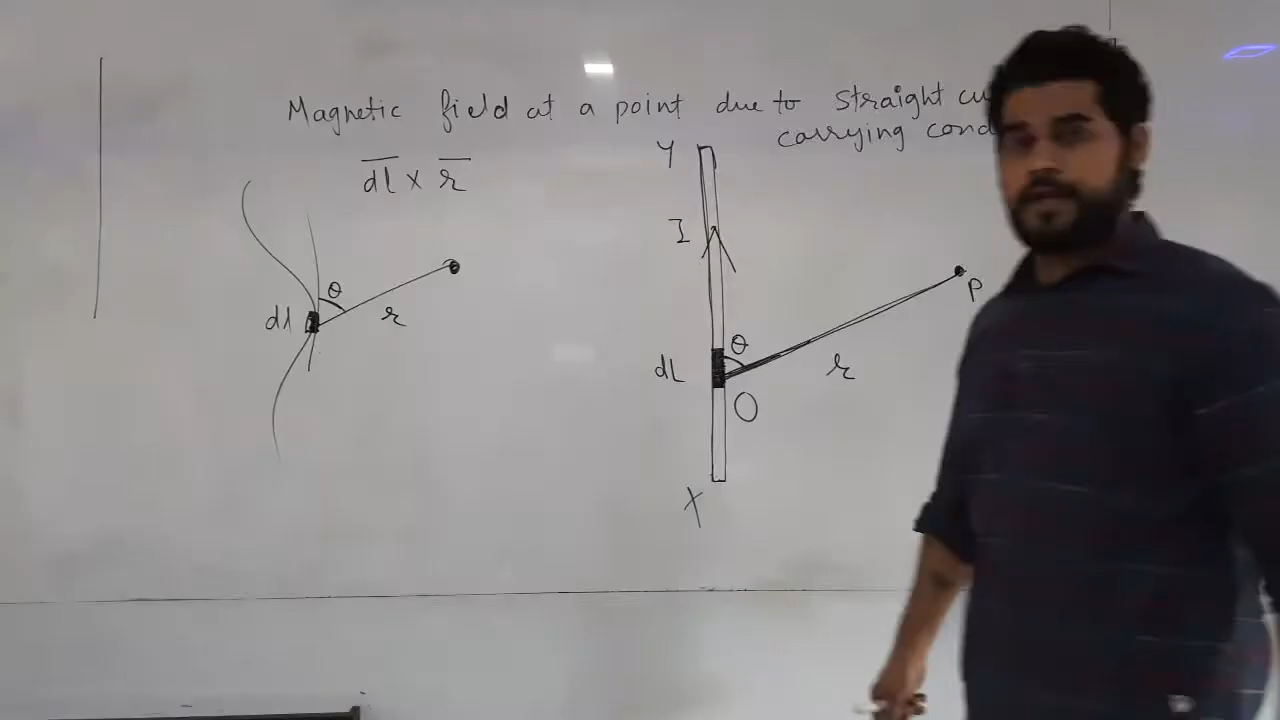 Magnetic field at a point due to straight
carrying
dl × r
Y
I
θ
dl
r
P
θ
dl
r
O
X